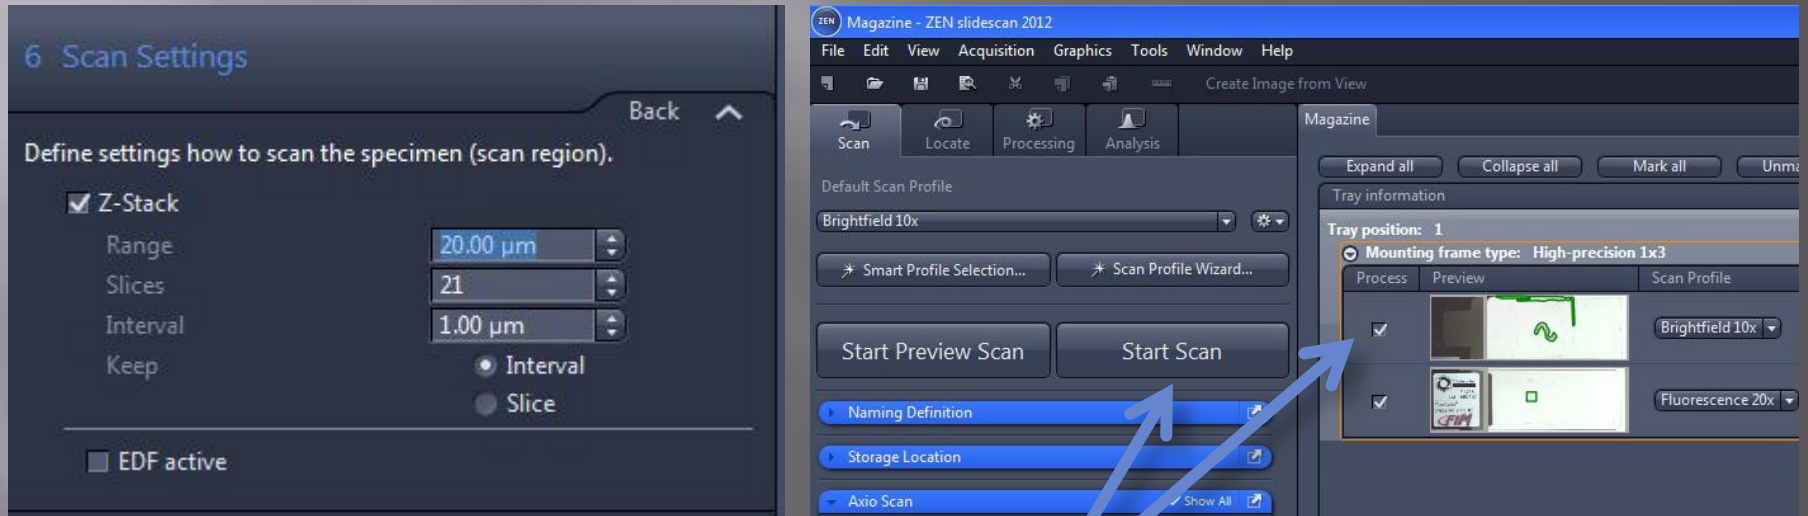 6 Scan Settings
Back
Define settings how to scan the specimen (scan region).
Z-Stack
Range 20.00 µm
Slices 21
Interval 1.00 µm
Keep Interval
Slice
EDF active
ZEN Magazine - ZEN slidescan 2012
File Edit View Acquisition Graphics Tools Window Help
Create Image from View
Scan Locate Processing Analysis
Default Scan Profile
Brightfield 10x
Smart Profile Selection... Scan Profile Wizard...
Start Preview Scan Start Scan
Naming Definition
Storage Location
Axio Scan Show All
Magazine
Expand all Collapse all Mark all Unma
Tray information
Tray position: 1
Mounting frame type: High-precision 1x3
Process Preview Scan Profile
Brightfield 10x
Fluorescence 20x
CFIM